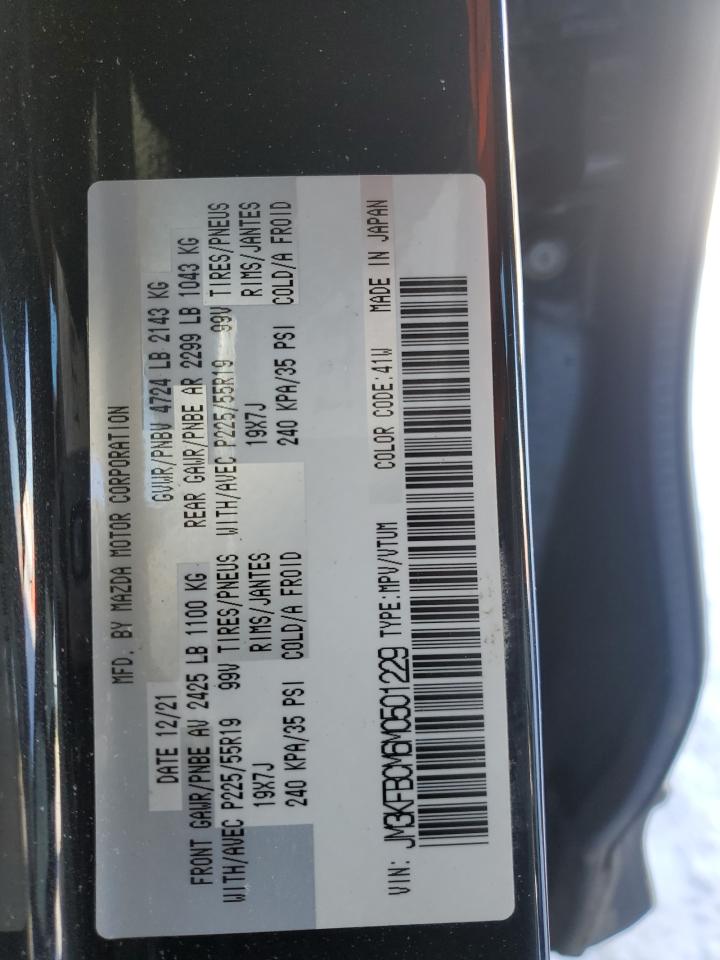 MFD. BY MAZDA MOTOR CORPORATION
DATE 12/21 GVWR/PNBV 4724 LB 2143 KG
FRONT GAWR/PNBE AV 2425 LB 1100 KG REAR GAWR/PNBE AR 2299 LB 1043 KG
WITH/AVEC P225/55R19 99V TIRES/PNEUS WITH/AVEC P225/55R19 99V TIRES/PNEUS
19X7J RIMS/JANTES 19X7J RIMS/JANTES
240 KPA/35 PSI COLD/A FROID 240 KPA/35 PSI COLD/A FROID
COLOR CODE:41W MADE IN JAPAN
VIN: JM3KFBCM6M0501229 TYPE:MPV/VTUM